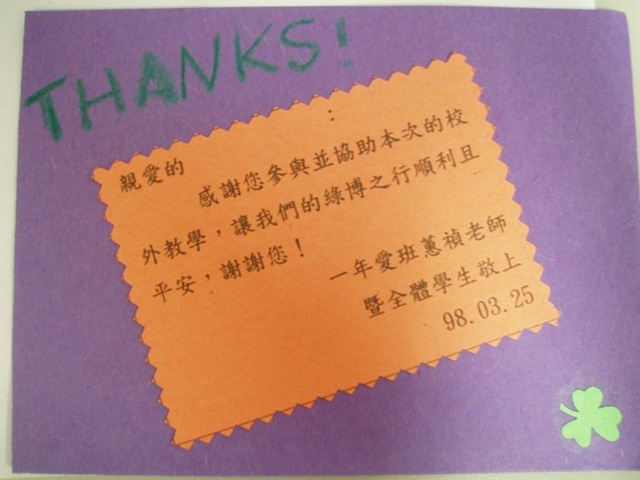 THANKS!
親愛的 :
感謝您參與並協助本次的校
外教學，讓我們的綠博之行順利且
平安，謝謝您！
一年愛班蕙禎老師
暨全體學生敬上
98.03.25